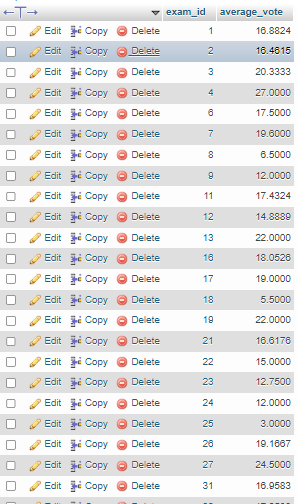 ←T→ exam_id average_vote
Edit Copy Delete 1 16.8824
Edit Copy Delete 2 16.4615
Edit Copy Delete 3 20.3333
Edit Copy Delete 4 27.0000
Edit Copy Delete 6 17.5000
Edit Copy Delete 7 19.6000
Edit Copy Delete 8 6.5000
Edit Copy Delete 9 12.0000
Edit Copy Delete 11 17.4324
Edit Copy Delete 12 14.8889
Edit Copy Delete 13 22.0000
Edit Copy Delete 16 18.0526
Edit Copy Delete 17 19.0000
Edit Copy Delete 18 5.5000
Edit Copy Delete 19 22.0000
Edit Copy Delete 21 16.6176
Edit Copy Delete 22 15.0000
Edit Copy Delete 23 12.7500
Edit Copy Delete 24 12.0000
Edit Copy Delete 25 3.0000
Edit Copy Delete 26 19.1667
Edit Copy Delete 27 24.5000
Edit Copy Delete 31 16.9583